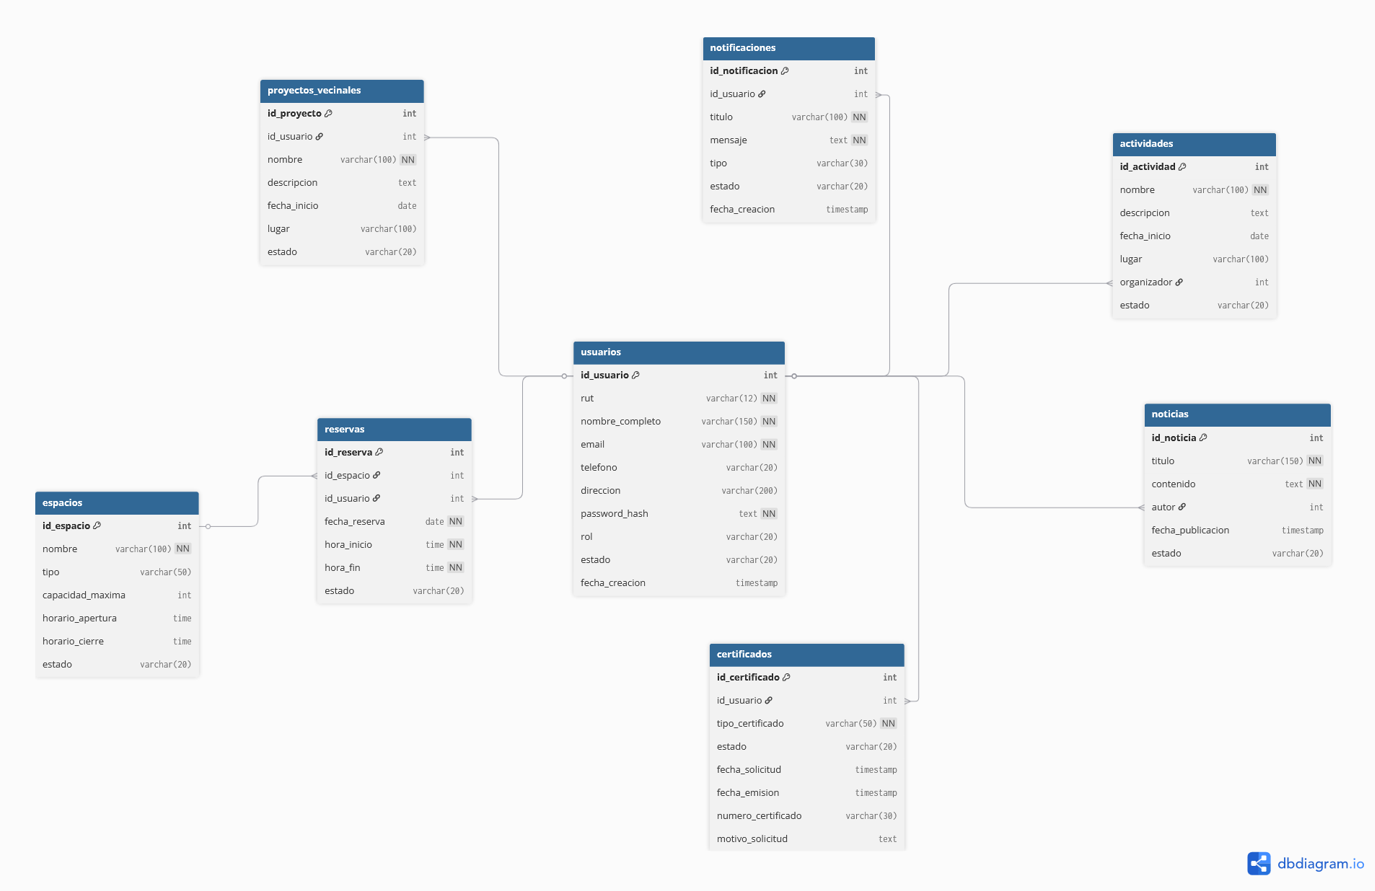 notificaciones
id_notificacion int
id_usuario int
titulo varchar(100) NN
mensaje text NN
tipo varchar(30)
estado varchar(20)
fecha_creacion timestamp
proyectos_vecinales
id_proyecto int
id_usuario int
nombre varchar(100) NN
descripcion text
fecha_inicio date
lugar varchar(100)
estado varchar(20)
actividades
id_actividad int
nombre varchar(100) NN
descripcion text
fecha_inicio date
lugar varchar(100)
organizador int
estado varchar(20)
usuarios
id_usuario int
rut varchar(12) NN
nombre_completo varchar(150) NN
email varchar(100) NN
telefono varchar(20)
direccion varchar(200)
password_hash text NN
rol varchar(20)
estado varchar(20)
fecha_creacion timestamp
noticias
id_noticia int
titulo varchar(150) NN
contenido text NN
autor int
fecha_publicacion timestamp
estado varchar(20)
reservas
id_reserva int
id_espacio int
id_usuario int
fecha_reserva date NN
hora_inicio time NN
hora_fin time NN
estado varchar(20)
espacios
id_espacio int
nombre varchar(100) NN
tipo varchar(50)
capacidad_maxima int
horario_apertura time
horario_cierre time
estado varchar(20)
certificados
id_certificado int
id_usuario int
tipo_certificado varchar(50) NN
estado varchar(20)
fecha_solicitud timestamp
fecha_emision timestamp
numero_certificado varchar(30)
motivo_solicitud text
dbdiagram.io